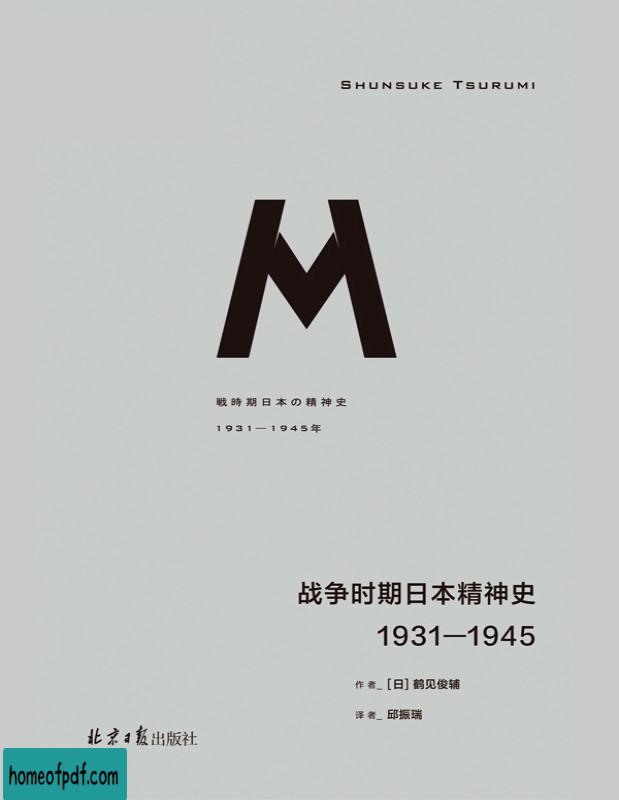 SHUNSUKE TSURUMI
M
戦時期日本の精神史
1931—1945年
战争时期日本精神史
1931—1945
作者_ [日] 鹤见俊辅
译者_ 邱振瑞
北京日报出版社
homeofpdf.com